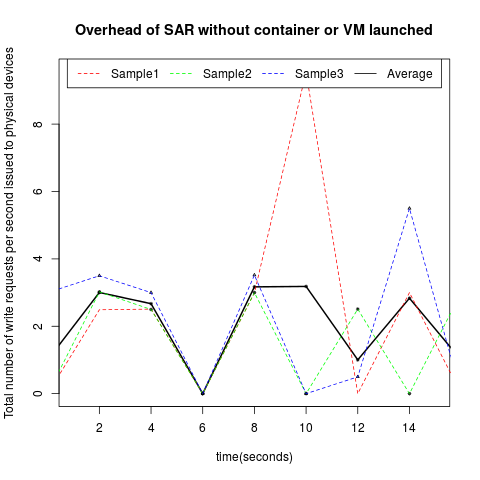 Overhead of SAR without container or VM launched
Total number of write requests per second issued to physical devices
Sample1 Sample2 Sample3 Average
8
6
4
2
0
2 4 6 8 10 12 14
time(seconds)